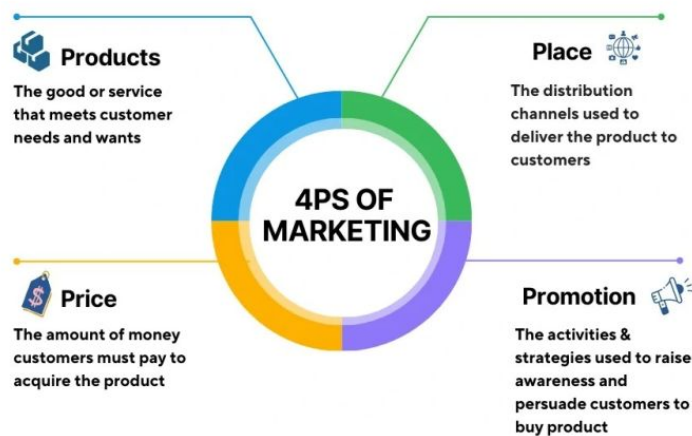 Products
The good or service
that meets customer
needs and wants
Place
The distribution
channels used to
deliver the product to
customers
4PS OF
MARKETING
$
Price
The amount of money
customers must pay to
acquire the product
Promotion
The activities &
strategies used to raise
awareness and
persuade customers to
buy product